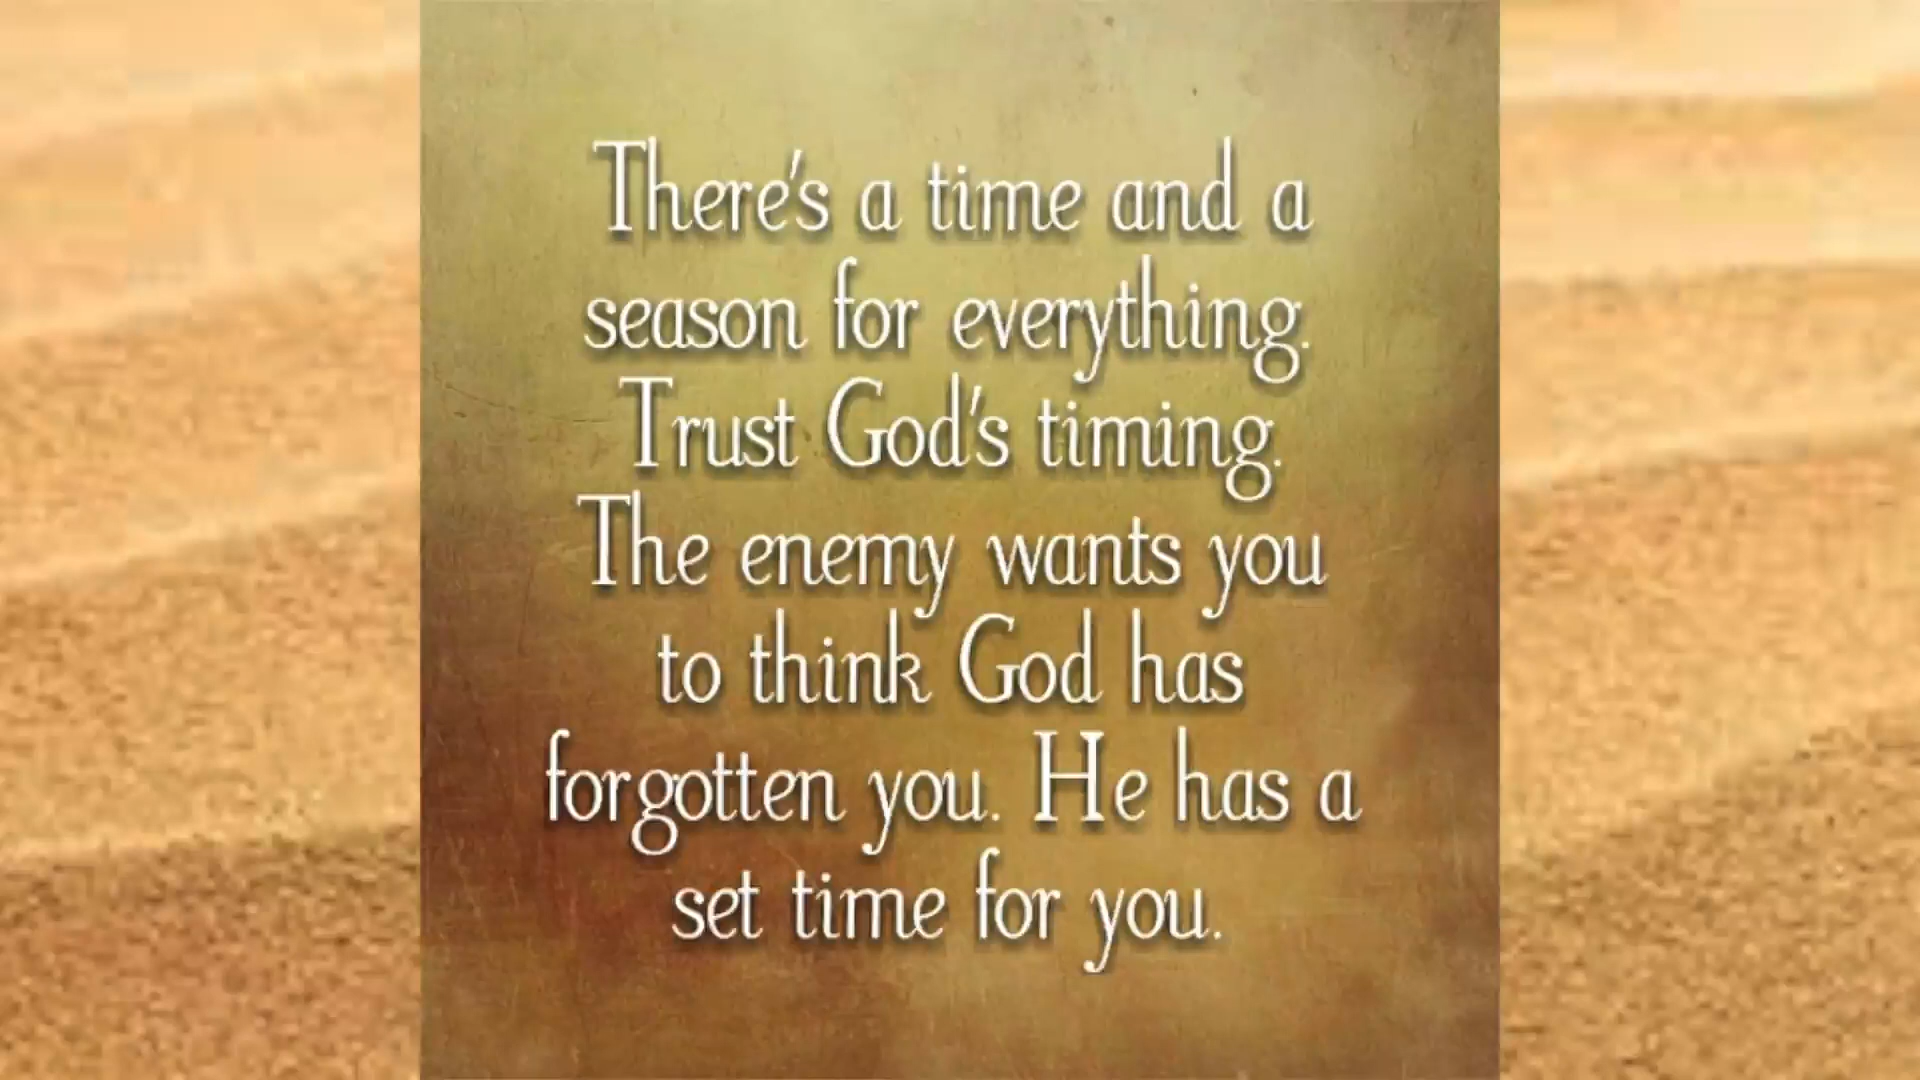 There's a time and a
season for everything.
Trust God's timing.
The enemy wants you
to think God has
forgotten you. He has a
set time for you.